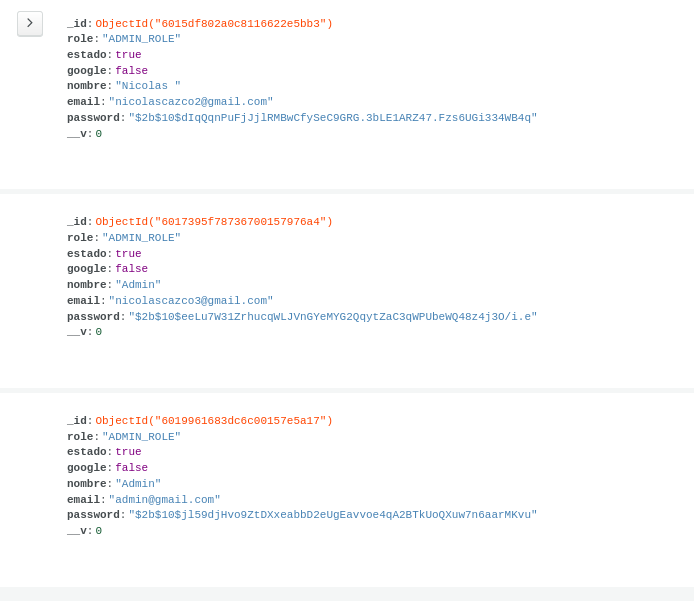 _id: ObjectId("6015df802a0c8116622e5bb3")
role: "ADMIN_ROLE"
estado: true
google: false
nombre: "Nicolas "
email: "nicolascazco2@gmail.com"
password: "$2b$10$dIqQqnPuFjJjlRMBwCfySeC9GRG.3bLE1ARZ47.Fzs6UGi334WB4q"
__v: 0
_id: ObjectId("6017395f78736700157976a4")
role: "ADMIN_ROLE"
estado: true
google: false
nombre: "Admin"
email: "nicolascazco3@gmail.com"
password: "$2b$10$eeLu7W31ZrhucqWLJVnGYeMYG2QqytZaC3qWPUbeWQ48z4j3O/i.e"
__v: 0
_id: ObjectId("6019961683dc6c00157e5a17")
role: "ADMIN_ROLE"
estado: true
google: false
nombre: "Admin"
email: "admin@gmail.com"
password: "$2b$10$jl59djHvo9ZtDXxeabbD2eUgEavvoe4qA2BTkUoQXuw7n6aarMKvu"
__v: 0